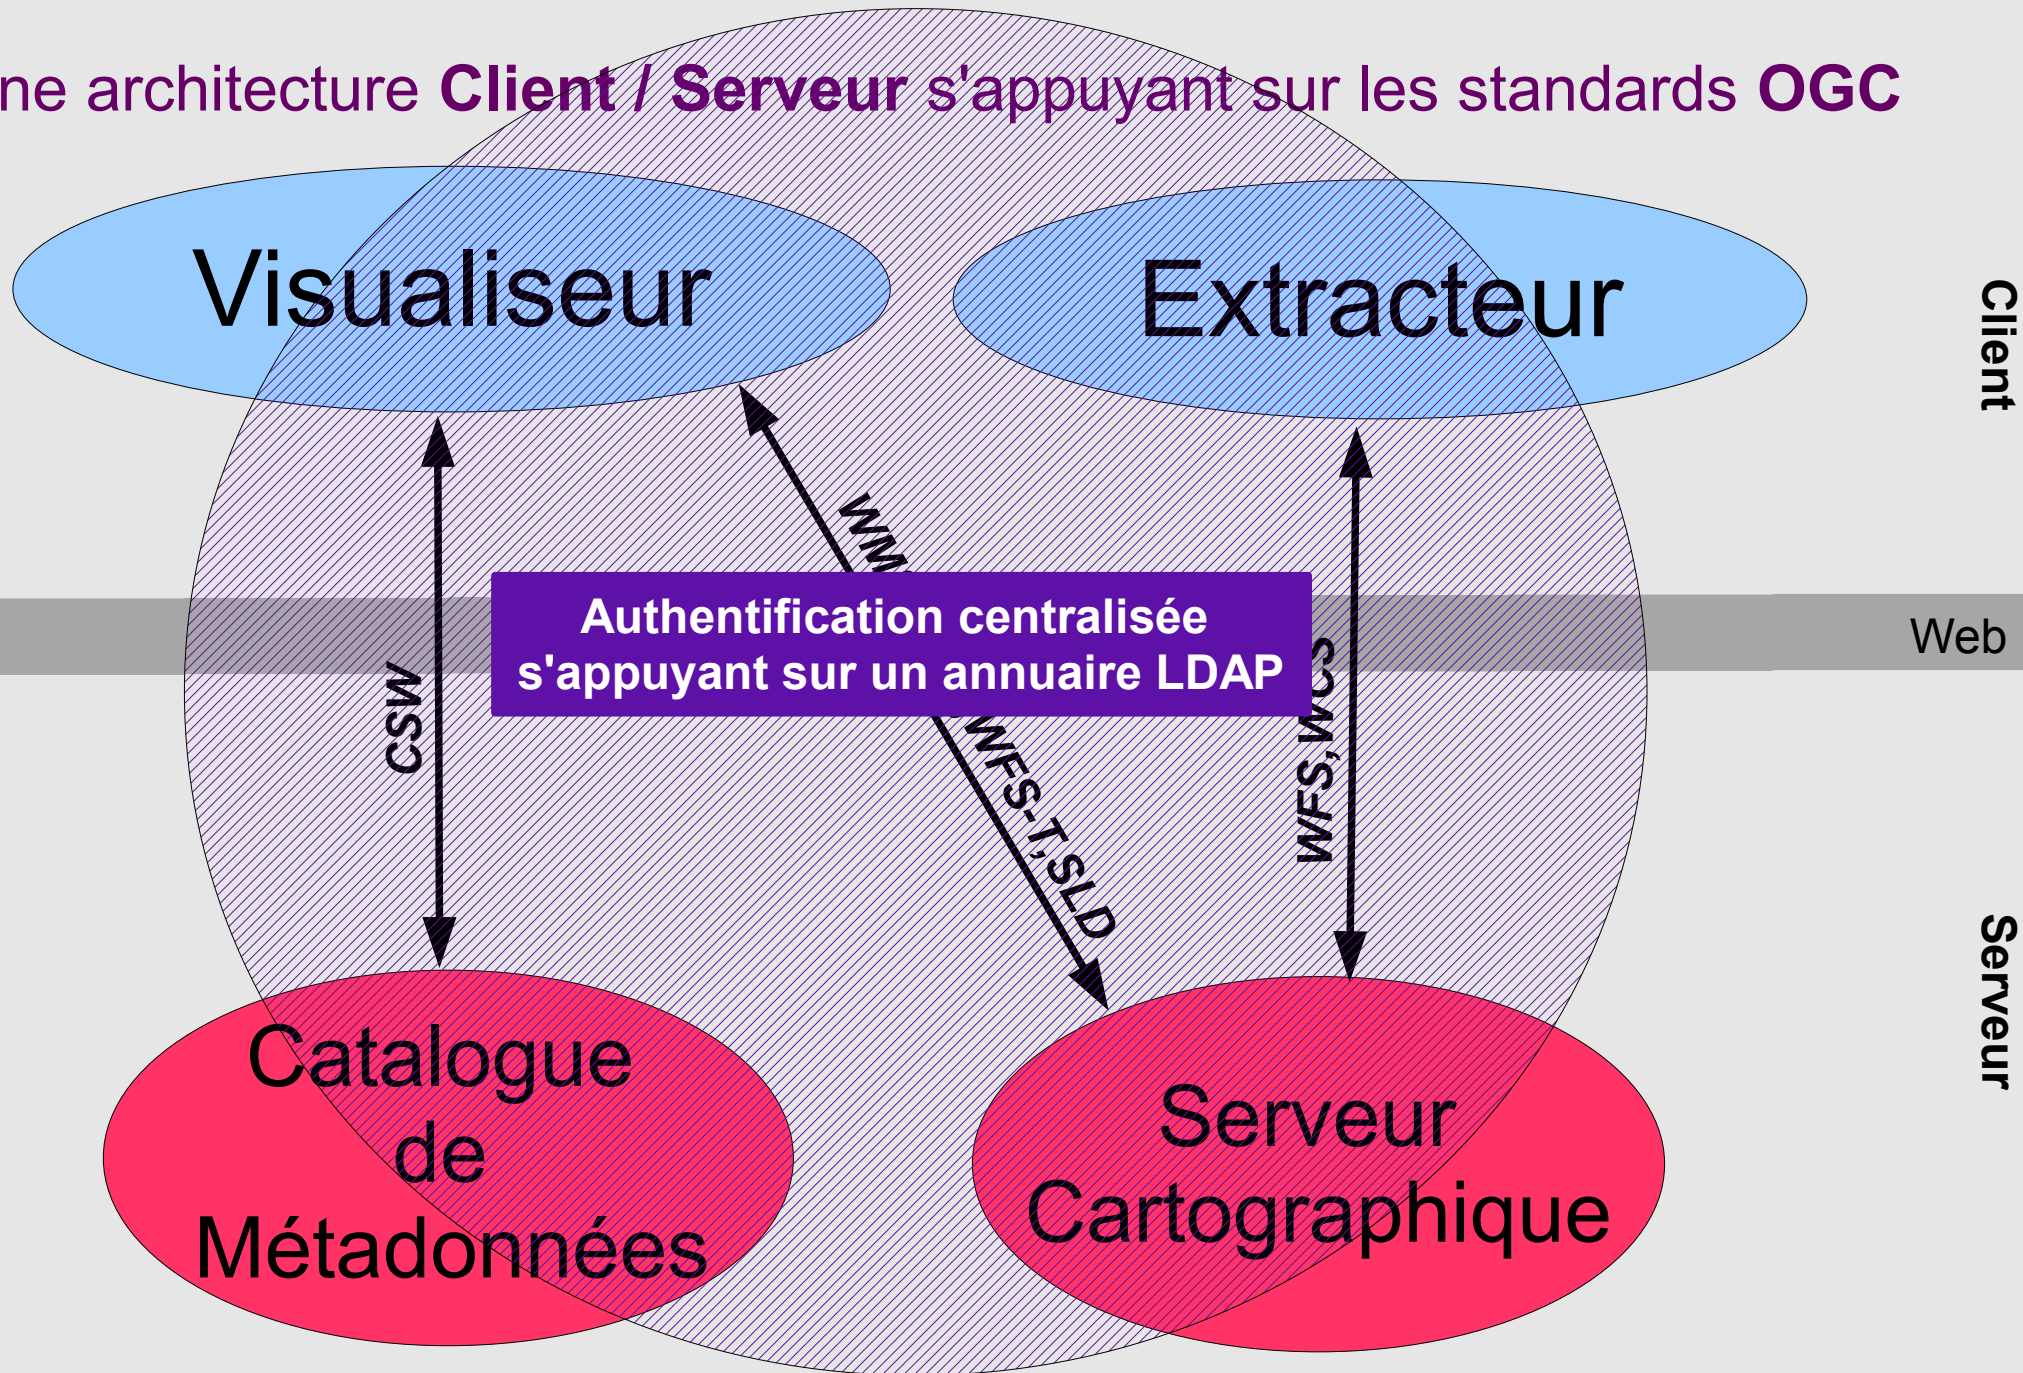 ne architecture Client / Serveur s'appuyant sur les standards OGC
Visualiseur
Extracteur
Client
Authentification centralisée
s'appuyant sur un annuaire LDAP
Web
CSW
WFS-T,SLD
WFS,WCS
Serveur
Catalogue
de
Métadonnées
Serveur
Cartographique